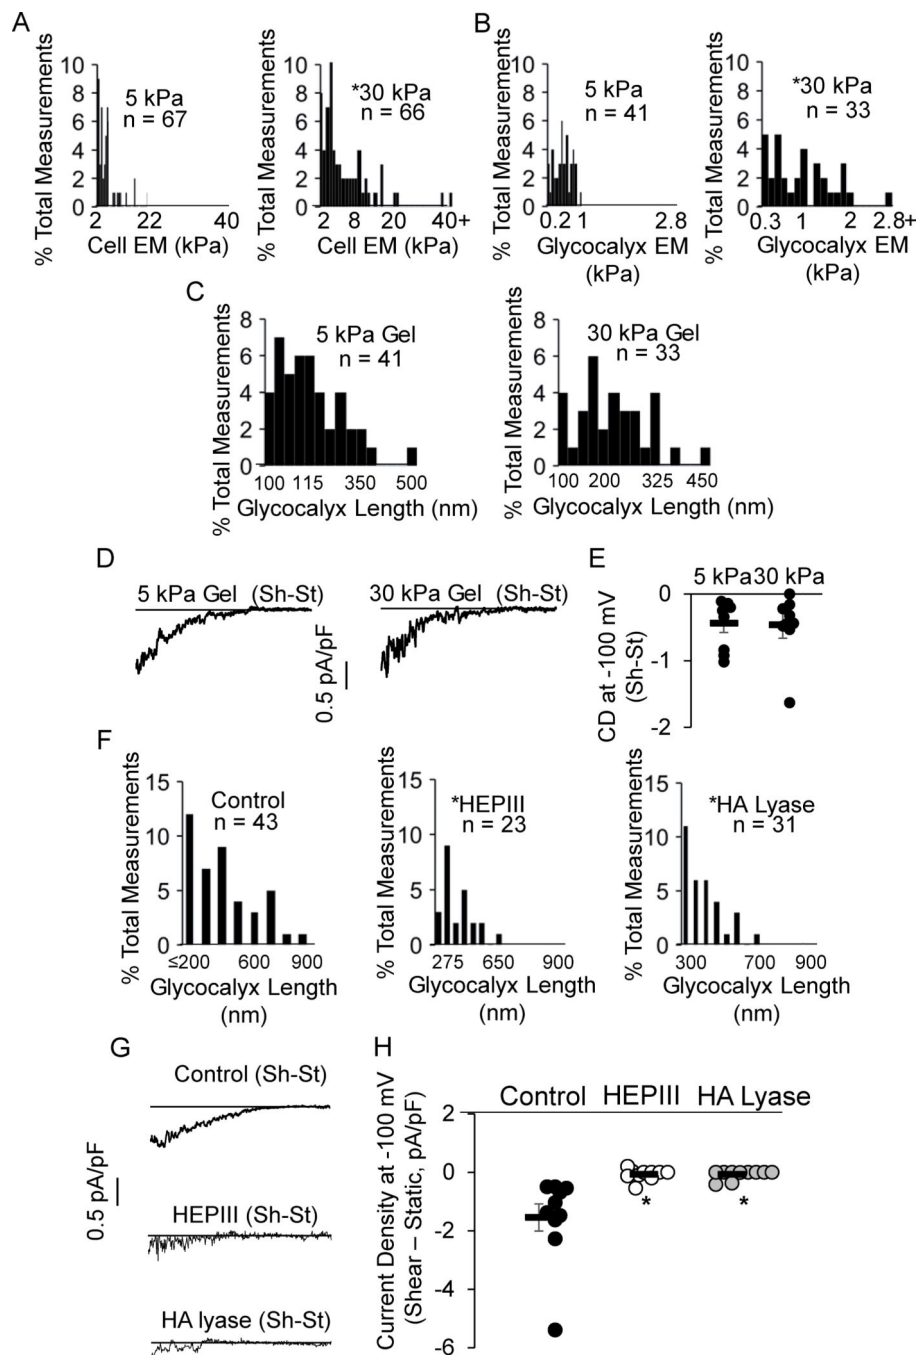 A
% Total Measurements
10
8
6
4
2
0
5 kPa
n = 67
2 22 40
Cell EM (kPa)
% Total Measurements
10
8
6
4
2
0
*30 kPa
n = 66
2 8 20 40+
Cell EM (kPa)
B
% Total Measurements
10
8
6
4
2
0
5 kPa
n = 41
0.2 1 2.8
Glycocalyx EM
(kPa)
% Total Measurements
10
8
6
4
2
0
*30 kPa
n = 33
0.3 1 2 2.8+
Glycocalyx EM
(kPa)
C
% Total Measurements
8
6
4
2
0
5 kPa Gel
n = 41
100 115 350 500
Glycocalyx Length (nm)
% Total Measurements
8
6
4
2
0
30 kPa Gel
n = 33
100 200 325 450
Glycocalyx Length (nm)
D
5 kPa Gel (Sh-St)
0.5 pA/pF
30 kPa Gel (Sh-St)
E
5 kPa 30 kPa
CD at -100 mV
(Sh-St)
0
-1
-2
F
% Total Measurements
15
10
5
0
Control
n = 43
≤200 600 900
Glycocalyx Length
(nm)
% Total Measurements
15
10
5
0
*HEPIII
n = 23
275 650 900
Glycocalyx Length
(nm)
% Total Measurements
15
10
5
0
*HA Lyase
n = 31
300 700 900
Glycocalyx Length
(nm)
G
Control (Sh-St)
0.5 pA/pF
HEPIII (Sh-St)
HA lyase (Sh-St)
H
Control HEPIII HA Lyase
Current Density at -100 mV
(Shear – Static, pA/pF)
2
0
-2
-4
-6
* *